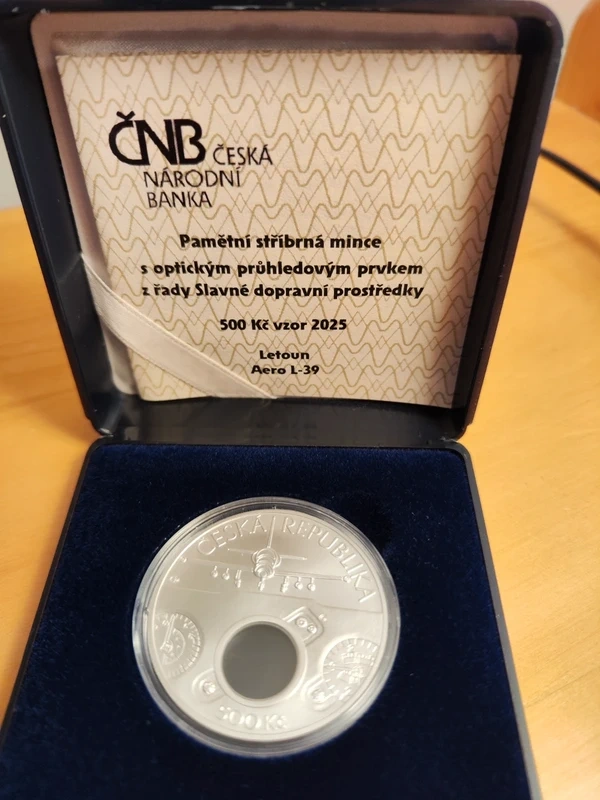 ČNB ČESKÁ
NÁRODNÍ
BANKA
Pamětní stříbrná mince
s optickým průhledovým prvkem
z řady Slavné dopravní prostředky
500 Kč vzor 2025
Letoun
Aero L-39
ČESKÁ REPUBLIKA
500 Kč